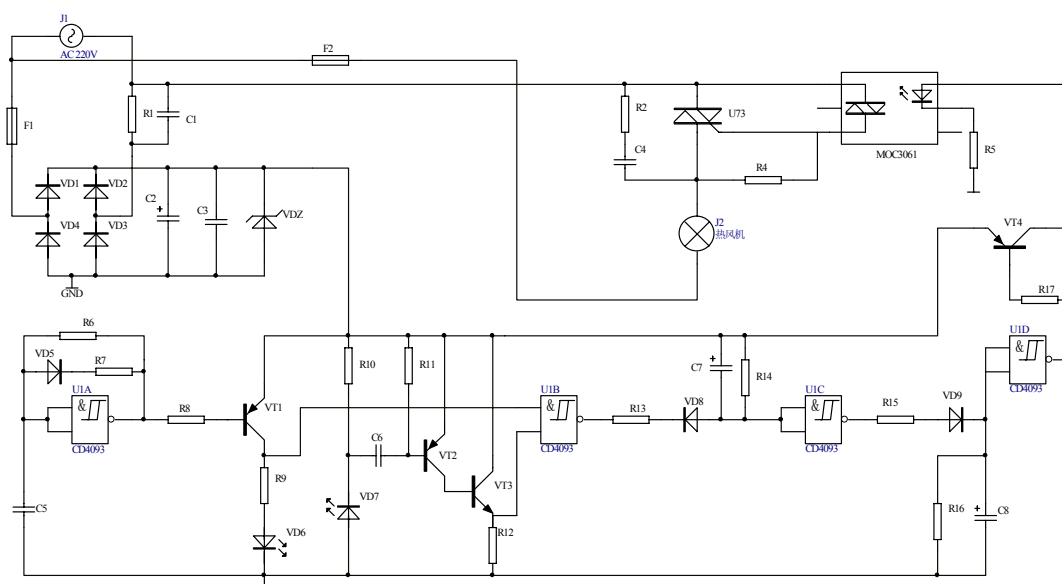 J1
AC 220V
F2
F1
R1
C1
R2
U73
C4
R4
MOC3061
R5
VD1
VD2
C2
+
C3
VDZ
VD4
VD3
J2
热风机
VT4
GND
R17
R6
VD5
R7
R10
R11
C7
+
R14
U1D
&
CD4093
U1A
&
CD4093
R8
VT1
U1B
&
CD4093
R13
VD8
U1C
&
CD4093
R15
VD9
C6
VT2
R9
VD7
VT3
C5
VD6
R12
R16
+
C8